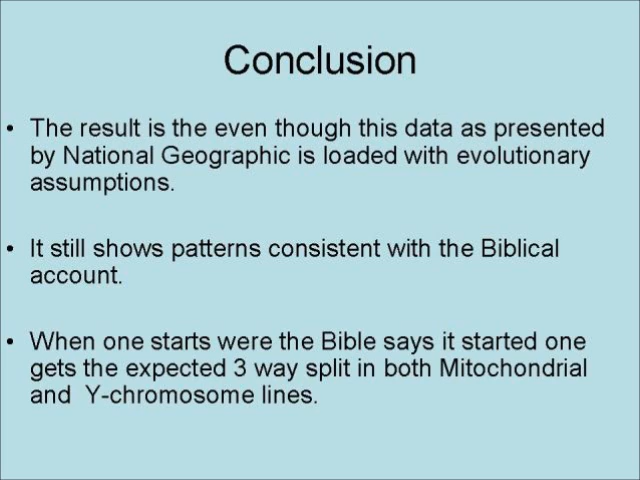 Conclusion
• The result is the even though this data as presented
by National Geographic is loaded with evolutionary
assumptions.
• It still shows patterns consistent with the Biblical
account.
• When one starts were the Bible says it started one
gets the expected 3 way split in both Mitochondrial
and  Y-chromosome lines.